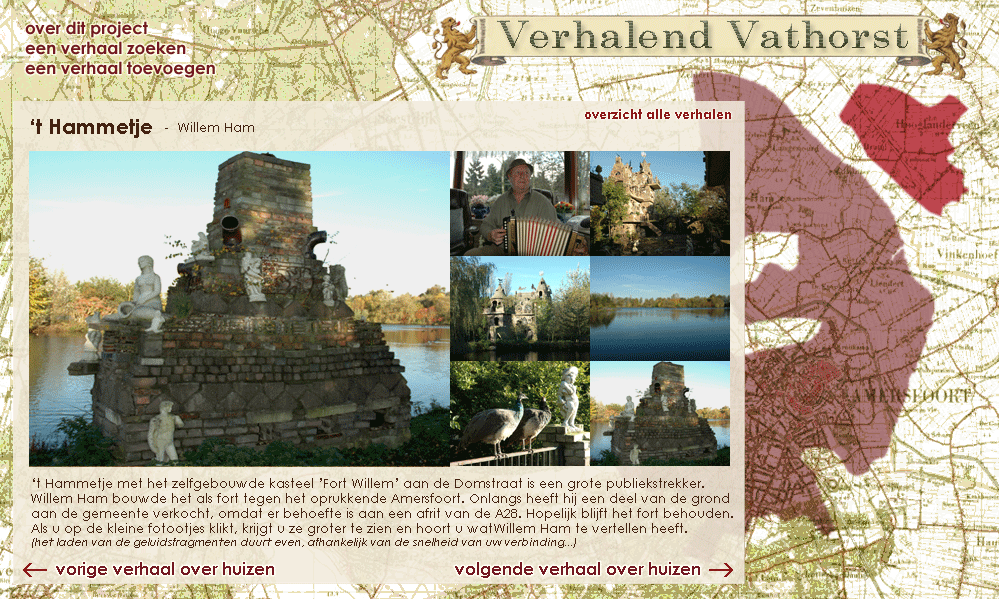 over dit project
een verhaal zoeken
een verhaal toevoegen
Verhalend Vathorst
overzicht alle verhalen
't Hammetje - Willem Ham
't Hammetje met het zelfgebouwde kasteel 'Fort Willem' aan de Domstraat is een grote publiekstrekker.
Willem Ham bouwde het als fort tegen het oprukkende Amersfoort. Onlangs heeft hij een deel van de grond
aan de gemeente verkocht, omdat er behoefte is aan een afrit van de A28. Hopelijk blijft het fort behouden.
Als u op de kleine fotootjes klikt, krijgt u ze groter te zien en hoort u watWillem Ham te vertellen heeft.
(het laden van de geluidsfragmenten duurt even, afhankelijk van de snelheid van uw verbinding...)
vorige verhaal over huizen
volgende verhaal over huizen
Zevenhuizen
Hooglanderveen
Vinkenhoef
AMERSFOORT